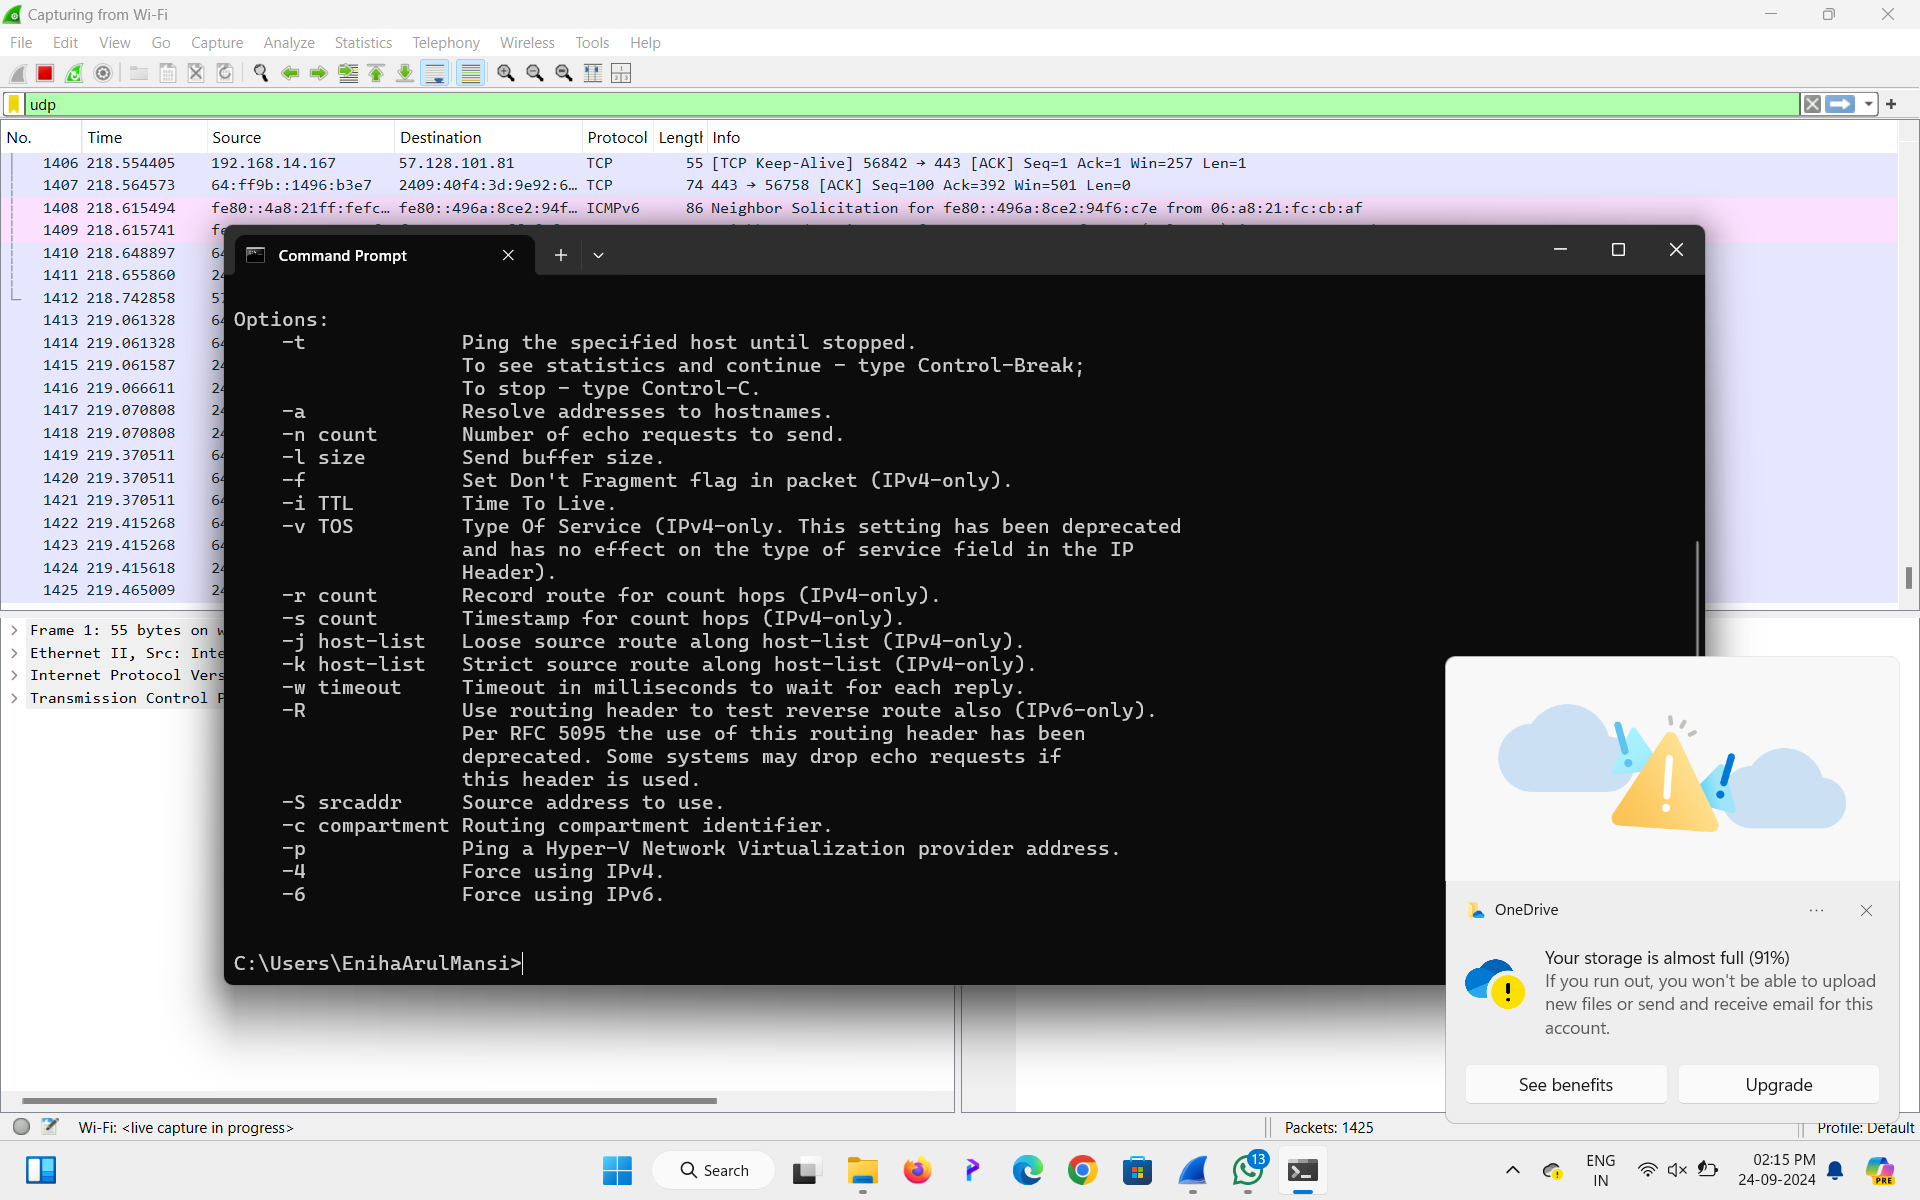 Capturing from Wi-Fi
File Edit View Go Capture Analyze Statistics Telephony Wireless Tools Help
udp
No. Time Source Destination Protocol Length Info
1406 218.554405 192.168.14.167 57.128.101.81 TCP 55 [TCP Keep-Alive] 56842 → 443 [ACK] Seq=1 Ack=1 Win=257 Len=1
1407 218.564573 64:ff9b::1496:b3e7 2409:40f4:3d:9e92:6… TCP 74 443 → 56758 [ACK] Seq=100 Ack=392 Win=501 Len=0
1408 218.615494 fe80::4a8:21ff:fefc… fe80::496a:8ce2:94f… ICMPv6 86 Neighbor Solicitation for fe80::496a:8ce2:94f6:c7e from 06:a8:21:fc:cb:af
1409 218.615741
1410 218.648897
1411 218.655860
1412 218.742858
1413 219.061328
1414 219.061328
1415 219.061587
1416 219.066611
1417 219.070808
1418 219.070808
1419 219.370511
1420 219.370511
1421 219.370511
1422 219.415268
1423 219.415268
1424 219.415618
1425 219.465009
Frame 1: 55 bytes on
Ethernet II, Src:
Internet Protocol
Transmission Control
Command Prompt
Options:
-t Ping the specified host until stopped.
To see statistics and continue - type Control-Break;
To stop - type Control-C.
-a Resolve addresses to hostnames.
-n count Number of echo requests to send.
-l size Send buffer size.
-f Set Don't Fragment flag in packet (IPv4-only).
-i TTL Time To Live.
-v TOS Type Of Service (IPv4-only. This setting has been deprecated
and has no effect on the type of service field in the IP
Header).
-r count Record route for count hops (IPv4-only).
-s count Timestamp for count hops (IPv4-only).
-j host-list Loose source route along host-list (IPv4-only).
-k host-list Strict source route along host-list (IPv4-only).
-w timeout Timeout in milliseconds to wait for each reply.
-R Use routing header to test reverse route also (IPv6-only).
Per RFC 5095 the use of this routing header has been
deprecated. Some systems may drop echo requests if
this header is used.
-S srcaddr Source address to use.
-c compartment Routing compartment identifier.
-p Ping a Hyper-V Network Virtualization provider address.
-4 Force using IPv4.
-6 Force using IPv6.
C:\Users\EnihaArulMansi>
OneDrive
Your storage is almost full (91%)
If you run out, you won't be able to upload
new files or send and receive email for this
account.
See benefits Upgrade
Wi-Fi: <live capture in progress> Packets: 1425 Profile: Default
Search 13 ENG 02:15 PM
IN 24-09-2024 PRE